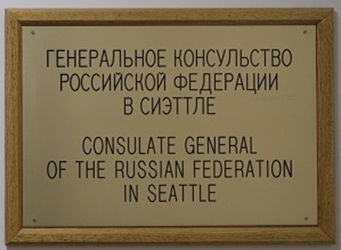 ГЕНЕРАЛЬНОЕ КОНСУЛЬСТВО
РОССИЙСКОЙ ФЕДЕРАЦИИ
В СИЭТТЛЕ
CONSULATE GENERAL
OF THE RUSSIAN FEDERATION
IN SEATTLE